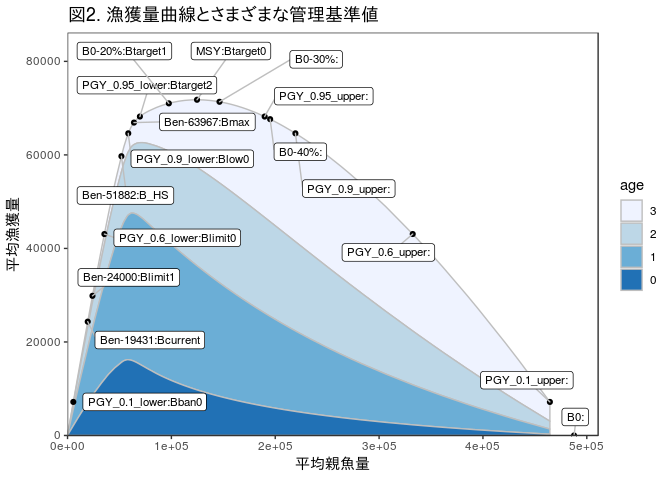 図2. 漁獲量曲線とさまざまな管理基準値
B0-20%:Btarget1
MSY:Btarget0
B0-30%:
PGY_0.95_lower:Btarget2
PGY_0.95_upper:
Ben-63967:Bmax
PGY_0.9_lower:Blow0
B0-40%:
Ben-51882:B_HS
PGY_0.9_upper:
PGY_0.6_lower:Blimit0
PGY_0.6_upper:
Ben-24000:Blimit1
Ben-19431:Bcurrent
PGY_0.1_upper:
PGY_0.1_lower:Bban0
B0:
80000
60000
40000
20000
0
平均漁獲量
0e+00
1e+05
2e+05
3e+05
4e+05
5e+05
平均親魚量
age
3
2
1
0